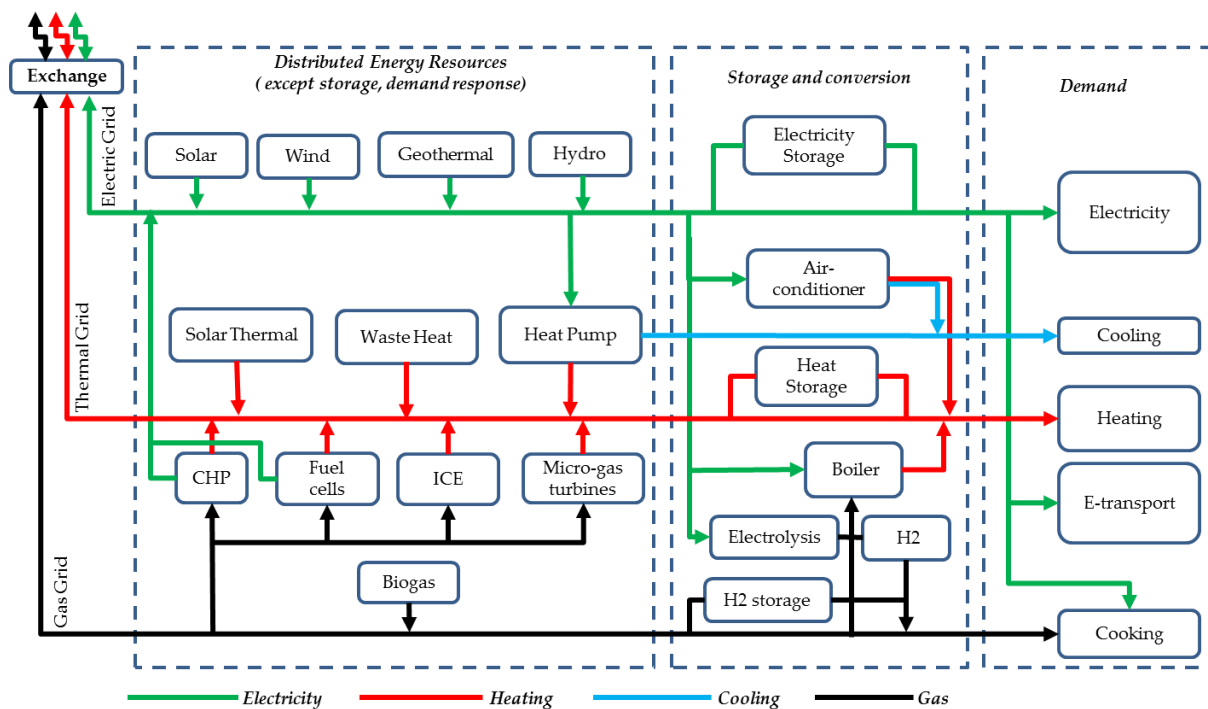 Exchange
Distributed Energy Resources
( except storage, demand response)
Storage and conversion
Demand
Electric Grid
Solar
Wind
Geothermal
Hydro
Electricity
Storage
Electricity
Air-
conditioner
Thermal Grid
Solar Thermal
Waste Heat
Heat Pump
Cooling
Heat
Storage
Heating
CHP
Fuel
cells
ICE
Micro-gas
turbines
Boiler
E-transport
Electrolysis
H2
Gas Grid
Biogas
H2 storage
Cooking
Electricity
Heating
Cooling
Gas